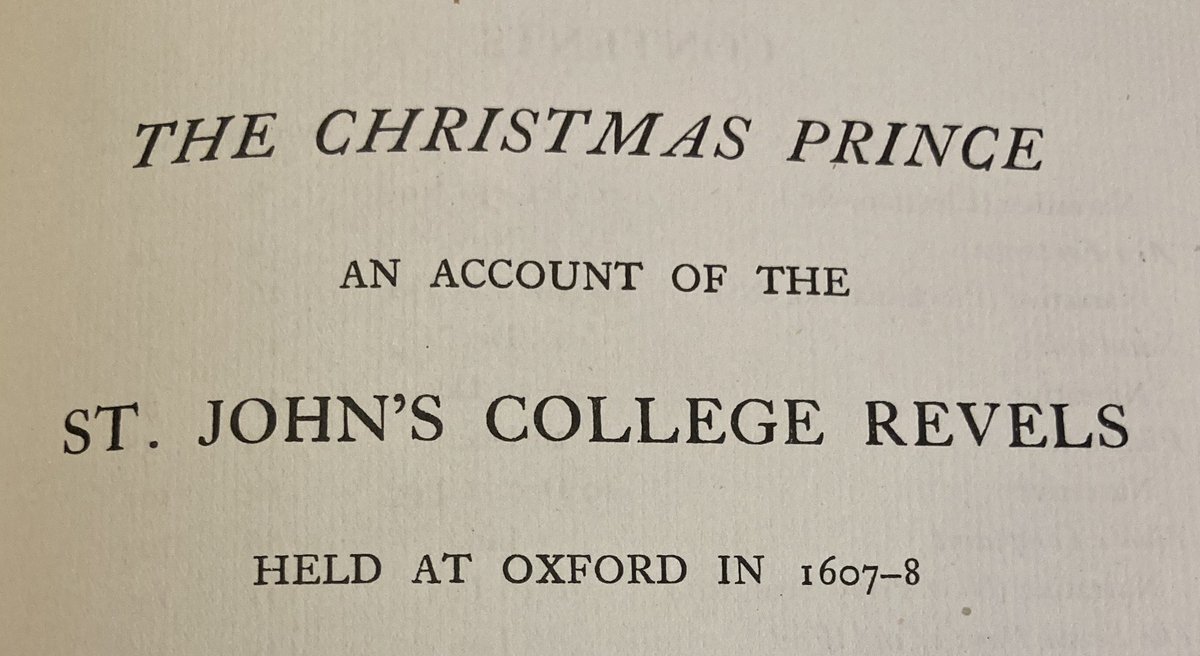 THE CHRISTMAS PRINCE
AN ACCOUNT OF THE
ST. JOHN'S COLLEGE REVELS
HELD AT OXFORD IN 1607–8